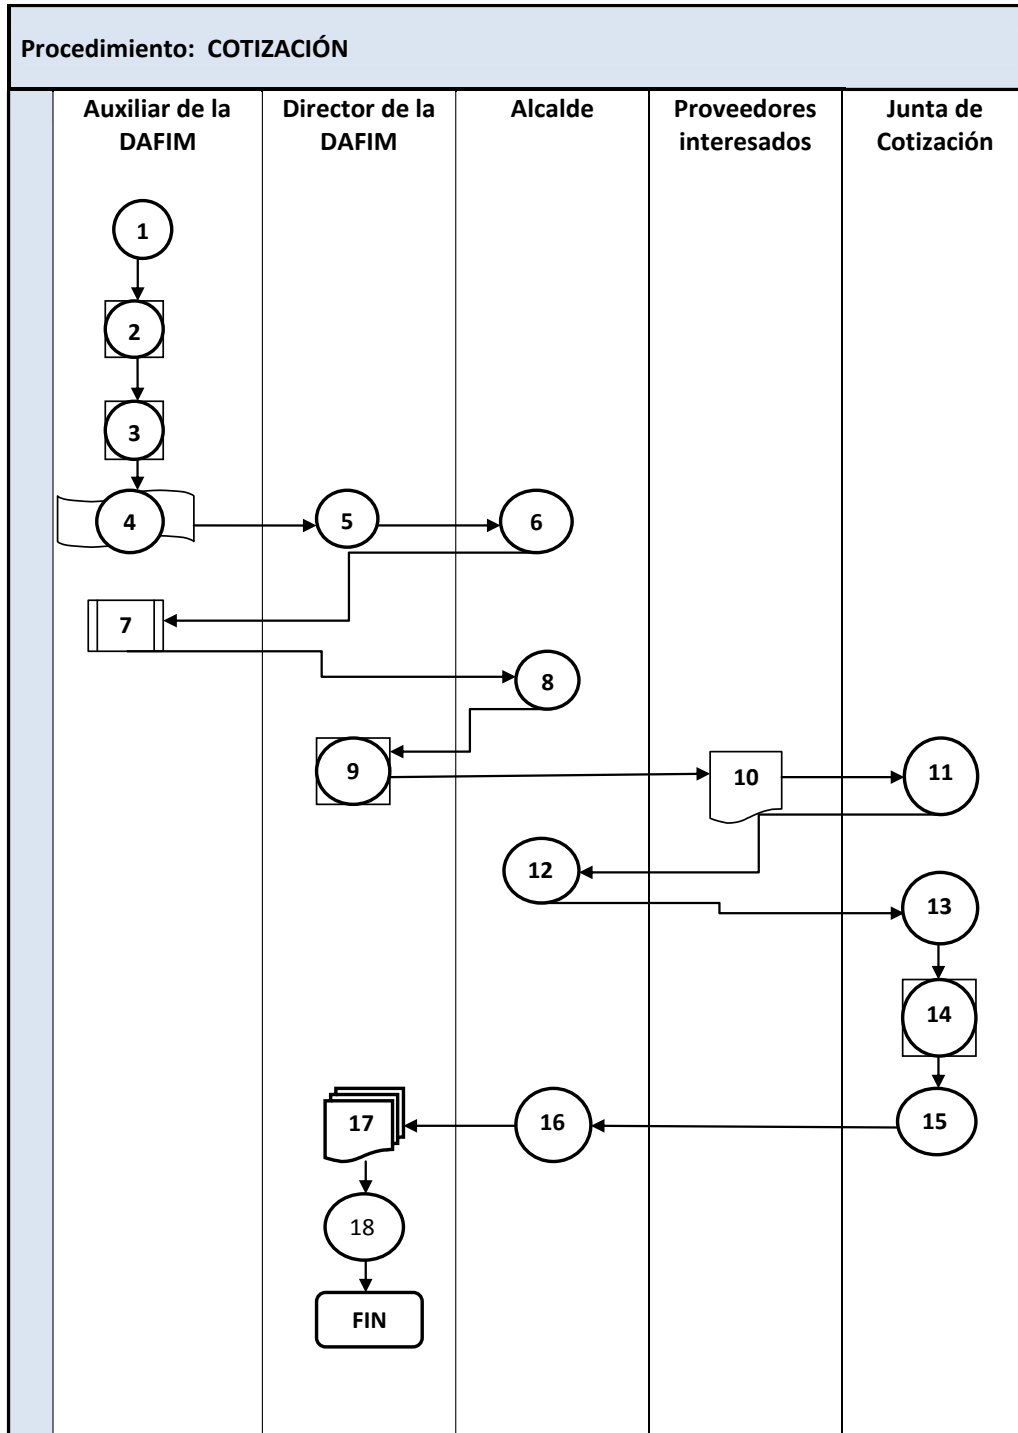 Procedimiento: COTIZACIÓN
Auxiliar de la
DAFIM
Director de la
DAFIM
Alcalde
Proveedores
interesados
Junta de
Cotización
1
2
3
4
5
6
7
8
9
10
11
12
13
14
15
16
17
18
FIN